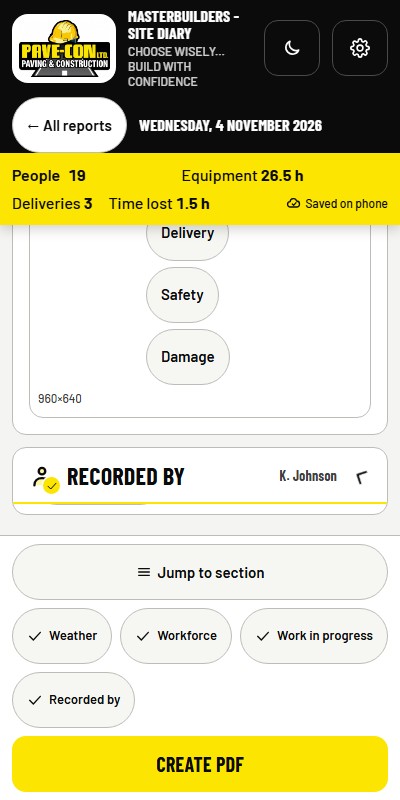 PAVE-CON LTD.
PAVING & CONSTRUCTION
MASTERBUILDERS -
SITE DIARY
CHOOSE WISELY...
BUILD WITH
CONFIDENCE
← All reports
WEDNESDAY, 4 NOVEMBER 2026
People 19
Equipment 26.5 h
Deliveries 3
Time lost 1.5 h
Saved on phone
Delivery
Safety
Damage
960×640
RECORDED BY
K. Johnson
Jump to section
Weather
Workforce
Work in progress
Recorded by
CREATE PDF